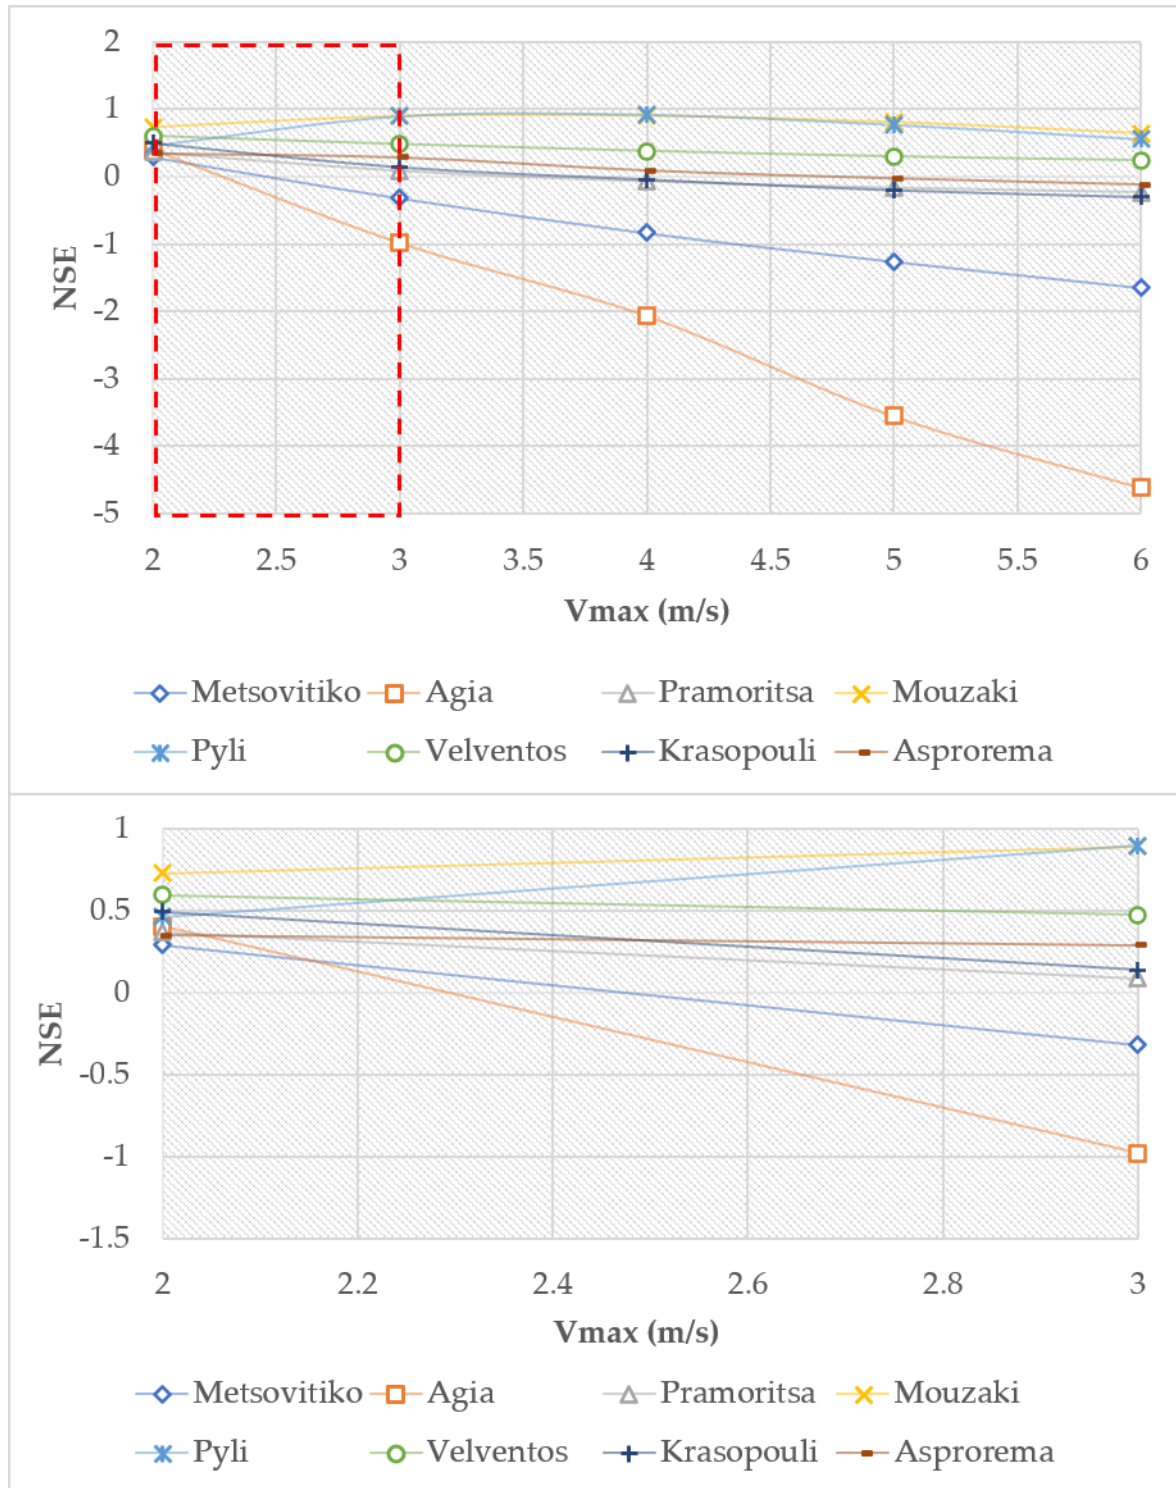 2
1
0
-1
-2
-3
-4
-5
NSE
2 2.5 3 3.5 4 4.5 5 5.5 6
Vmax (m/s)
Metsovitiko Agia Pramoritsa Mouzaki
Pyli Velventos Krasopouli Asprorema
1
0.5
0
-0.5
-1
-1.5
NSE
2 2.2 2.4 2.6 2.8 3
Vmax (m/s)
Metsovitiko Agia Pramoritsa Mouzaki
Pyli Velventos Krasopouli Asprorema